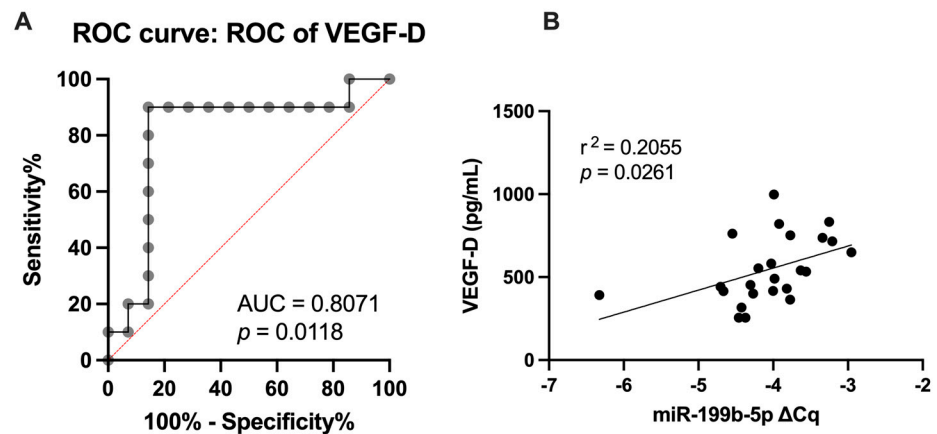 A
ROC curve: ROC of VEGF-D
100
80
60
40
20
0
Sensitivity%
AUC = 0.8071
p = 0.0118
0 20 40 60 80 100
100% - Specificity%
B
1500
1000
500
0
VEGF-D (pg/mL)
r² = 0.2055
p = 0.0261
-7 -6 -5 -4 -3 -2
miR-199b-5p ΔCq